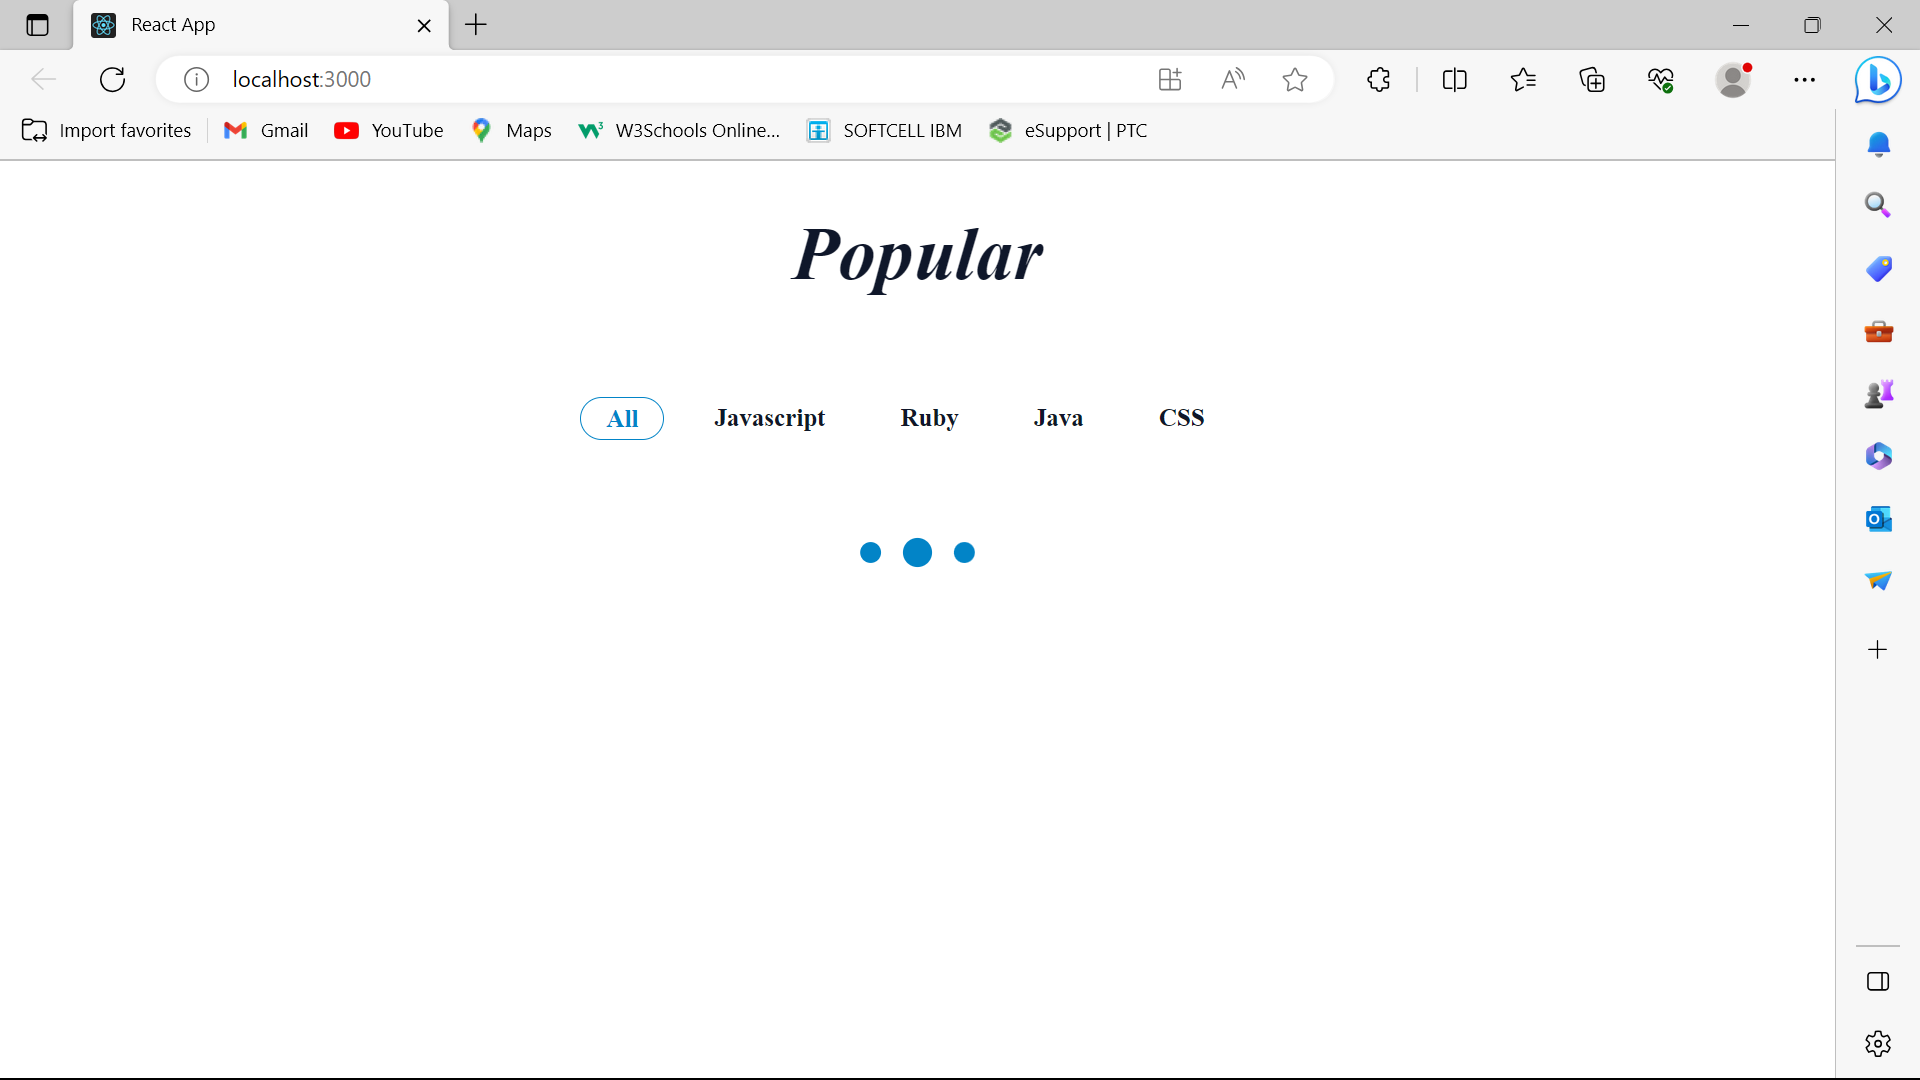 React App
localhost:3000
Import favorites Gmail YouTube Maps W3Schools Online... SOFTCELL IBM eSupport | PTC
Popular
All Javascript Ruby Java CSS